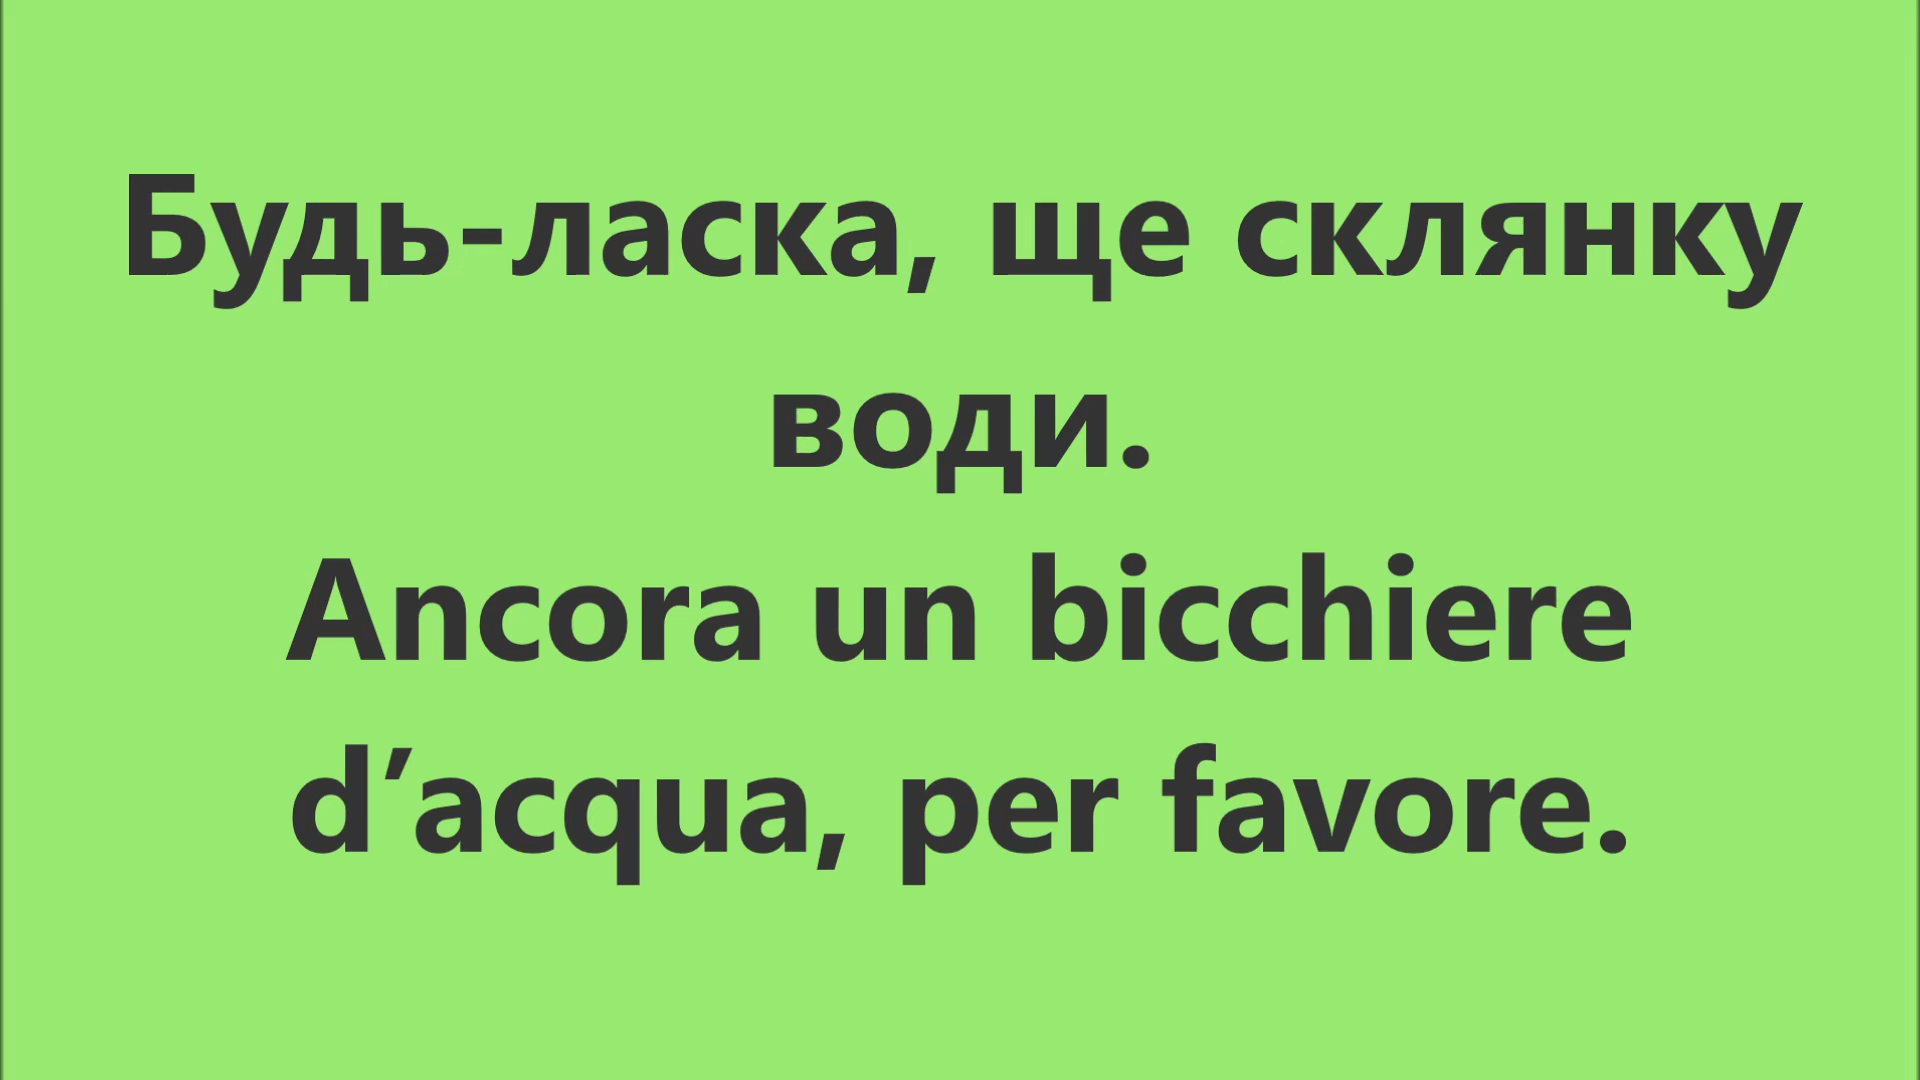 Будь-ласка, ще склянку
води.
Ancora un bicchiere
d’acqua, per favore.